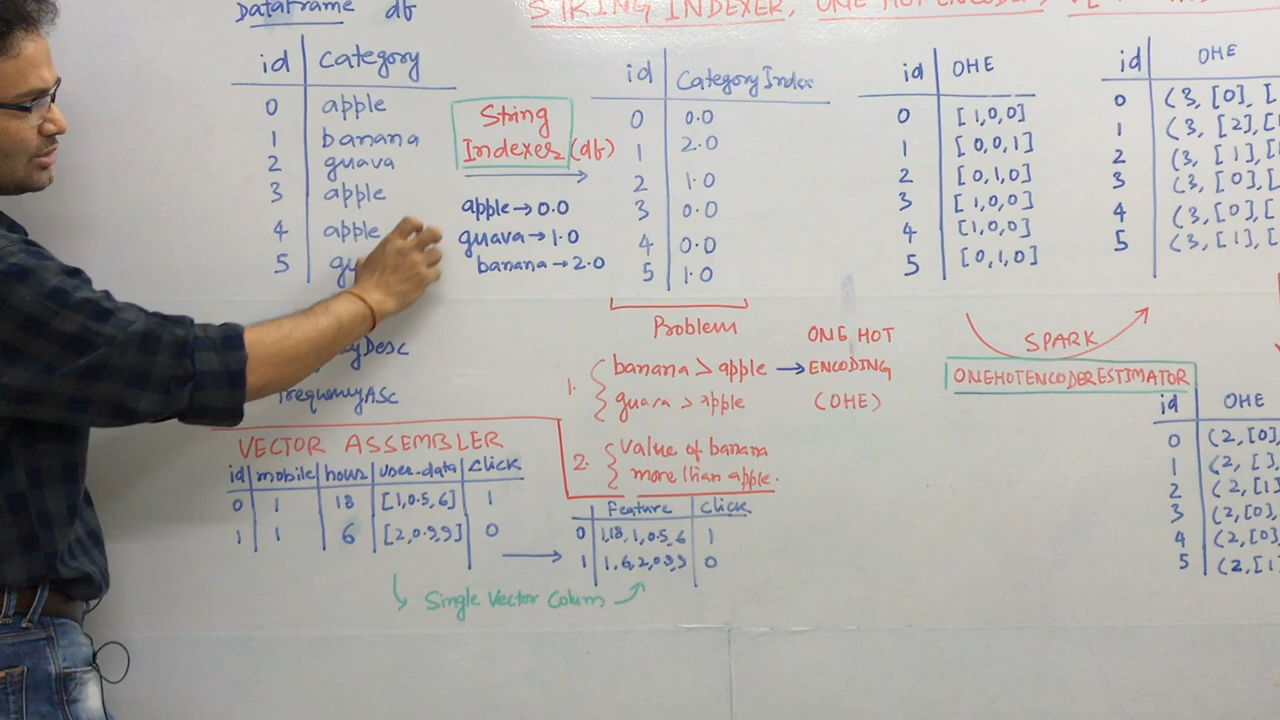 DataFrame df
STRING INDEXER, ONE HOT ENCODER,
id category
0 apple
1 banana
2 guava
3 apple
4 apple
5 gu
String
Indexer (df)
apple→0.0
guava→1.0
banana→2.0
id CategoryIndex
0 0.0
1 2.0
2 1.0
3 0.0
4 0.0
5 1.0
id OHE
0 [1,0,0]
1 [0,0,1]
2 [0,1,0]
3 [1,0,0]
4 [1,0,0]
5 [0,1,0]
id OHE
0 (3, [0], [
1 (3, [2], [1
2 (3, [1], [
3 (3, [0], [
4 (3, [0], [
5 (3, [1], [
Desc
frequencyASC
Problem
1. banana > apple → ONE HOT ENCODING (OHE)
guava > apple
2. value of banana
more than apple.
SPARK
ONEHOTENCODERESTIMATOR
id OHE
0 (2, [0]
1 (2, [ ],
2 (2, [1]
3 (2, [0],
4 (2, [0]
5 (2, [1
VECTOR ASSEMBLER
id mobile hour user-data click
0 1 18 [1,0.5,6] 1
1 1 6 [2,0.9,9] 0
Feature click
0 1,18,1,0.5,6 1
1 1,6,2,0.9,9 0
Single Vector Column